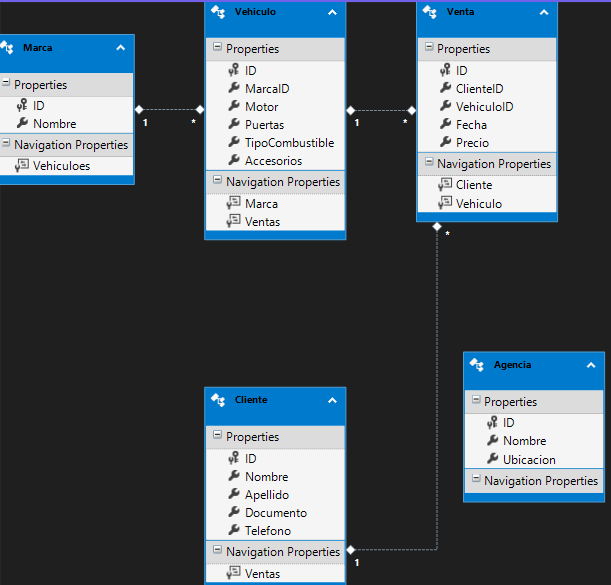 Marca
Properties
ID
Nombre
Navigation Properties
Vehiculoes
1
*
Vehiculo
Properties
ID
MarcaID
Motor
Puertas
TipoCombustible
Accesorios
Navigation Properties
Marca
Ventas
1
*
Venta
Properties
ID
ClienteID
VehiculoID
Fecha
Precio
Navigation Properties
Cliente
Vehiculo
*
Cliente
Properties
ID
Nombre
Apellido
Documento
Telefono
Navigation Properties
Ventas
1
Agencia
Properties
ID
Nombre
Ubicacion
Navigation Properties